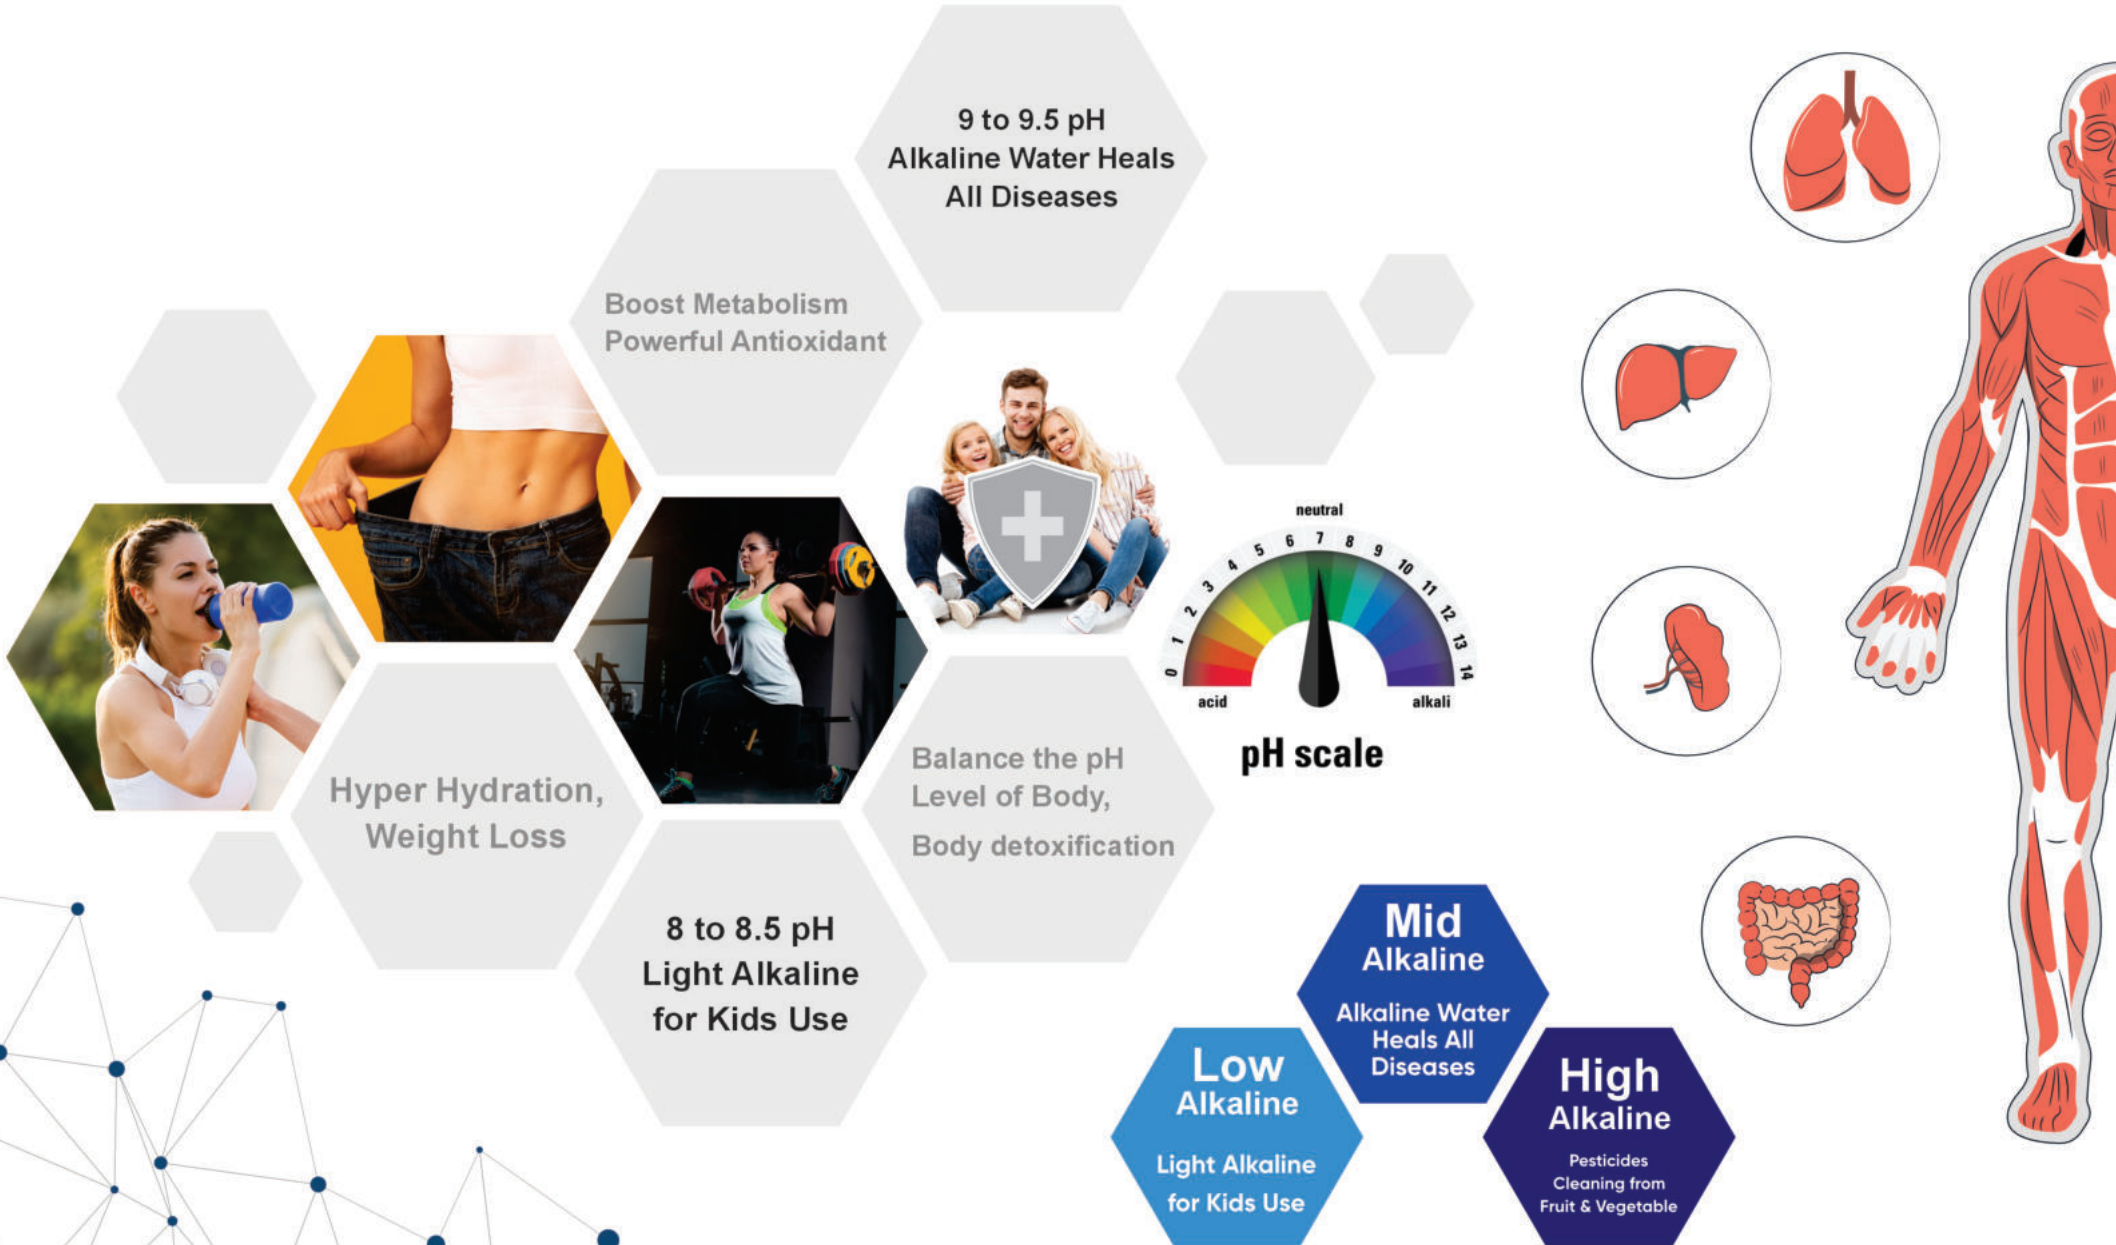 9 to 9.5 pH
Alkaline Water Heals
All Diseases
Boost Metabolism
Powerful Antioxidant
Hyper Hydration,
Weight Loss
Balance the pH
Level of Body,
Body detoxification
8 to 8.5 pH
Light Alkaline
for Kids Use
neutral
0 1 2 3 4 5 6 7 8 9 10 11 12 13 14
acid alkali
pH scale
Mid
Alkaline
Alkaline Water
Heals All
Diseases
Low
Alkaline
Light Alkaline
for Kids Use
High
Alkaline
Pesticides
Cleaning from
Fruit & Vegetable